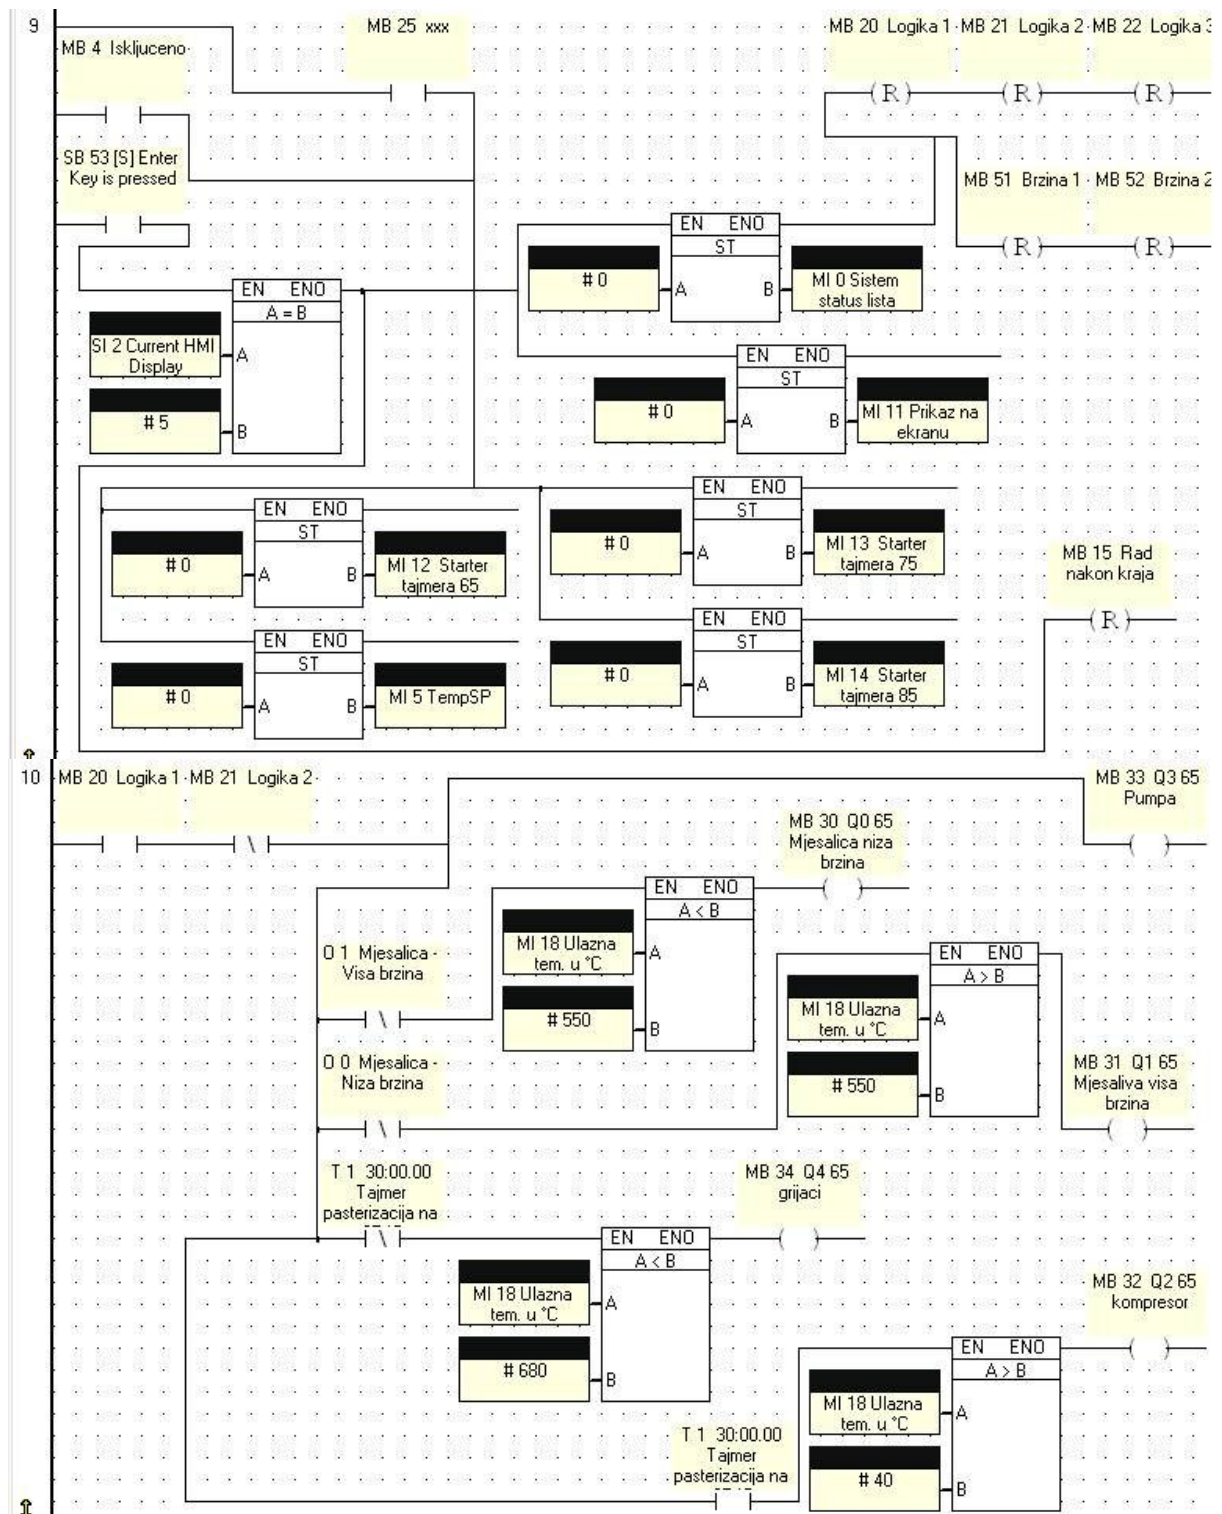 9
MB 25 xxx
MB 20 Logika 1
MB 21 Logika 2
MB 22 Logika 3
MB 4 Iskljuceno
( R )
( R )
( R )
SB 53 [S] Enter
Key is pressed
MB 51 Brzina 1
MB 52 Brzina 2
( R )
( R )
EN ENO
ST
# 0
A
B
MI 0 Sistem
status lista
EN ENO
A = B
SI 2 Current HMI
Display
A
# 5
B
EN ENO
ST
# 0
A
B
MI 11 Prikaz na
ekranu
EN ENO
ST
# 0
A
B
MI 12 Starter
tajmera 65
EN ENO
ST
# 0
A
B
MI 13 Starter
tajmera 75
MB 15 Rad
nakon kraja
( R )
EN ENO
ST
# 0
A
B
MI 5 TempSP
EN ENO
ST
# 0
A
B
MI 14 Starter
tajmera 85
10
MB 20 Logika 1
MB 21 Logika 2
MB 33 Q3 65
Pumpa
MB 30 Q0 65
Mjesalica niza
brzina
EN ENO
A < B
MI 18 Ulazna
tem. u °C
A
# 550
B
O 1 Mjesalica -
Visa brzina
EN ENO
A > B
MI 18 Ulazna
tem. u °C
A
# 550
B
O 0 Mjesalica -
Niza brzina
MB 31 Q1 65
Mjesaliva visa
brzina
T 1 30:00.00
Tajmer
pasterizacija na
MB 34 Q4 65
grijaci
EN ENO
A < B
MI 18 Ulazna
tem. u °C
A
# 680
B
MB 32 Q2 65
kompresor
EN ENO
A > B
MI 18 Ulazna
tem. u °C
A
# 40
B
T 1 30:00.00
Tajmer
pasterizacija na